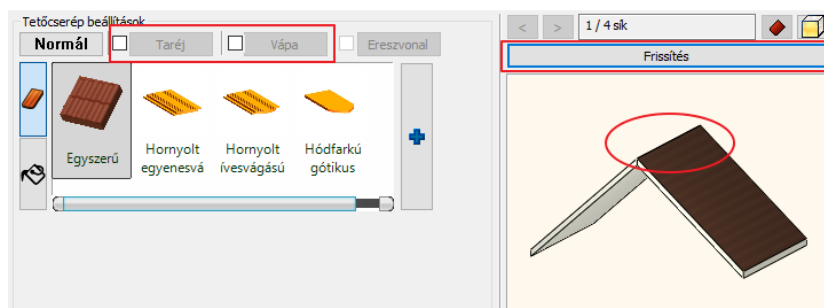 Tetőcserép beállítások
Normál
Taréj
Vápa
Ereszvonal
Egyszerű
Hornyolt
egyenesvá
Hornyolt
ívesvágású
Hódfarkú
gótikus
<
>
1 / 4 sík
Frissítés